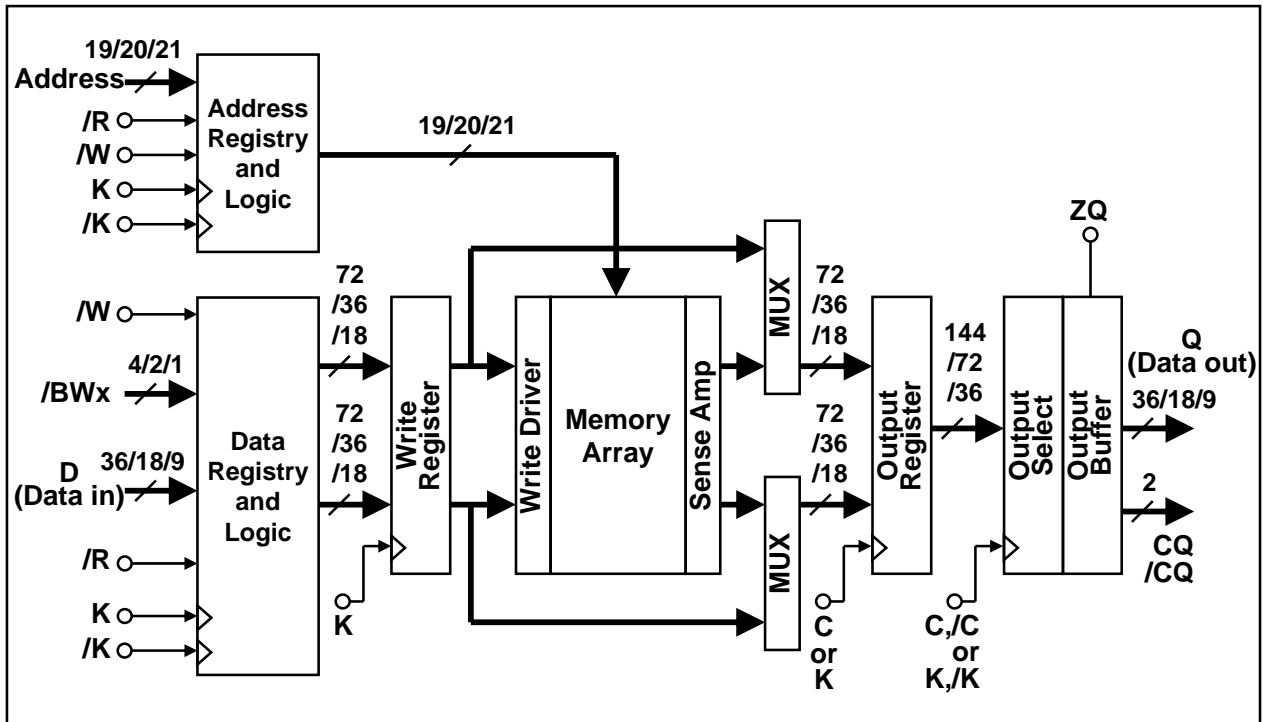 19/20/21
Address
/R
/W
K
/K
Address
Registry
and
Logic
19/20/21
/W
4/2/1
/BWx
D
(Data in)
36/18/9
/R
K
/K
Data
Registry
and
Logic
72
/36
/18
72
/36
/18
Write
Register
K
Write Driver
Memory
Array
Sense Amp
MUX
72
/36
/18
MUX
72
/36
/18
Output
Register
C
or
K
144
/72
/36
Output
Select
C,/C
or
K,/K
Output
Buffer
ZQ
Q
(Data out)
36/18/9
2
CQ
/CQ